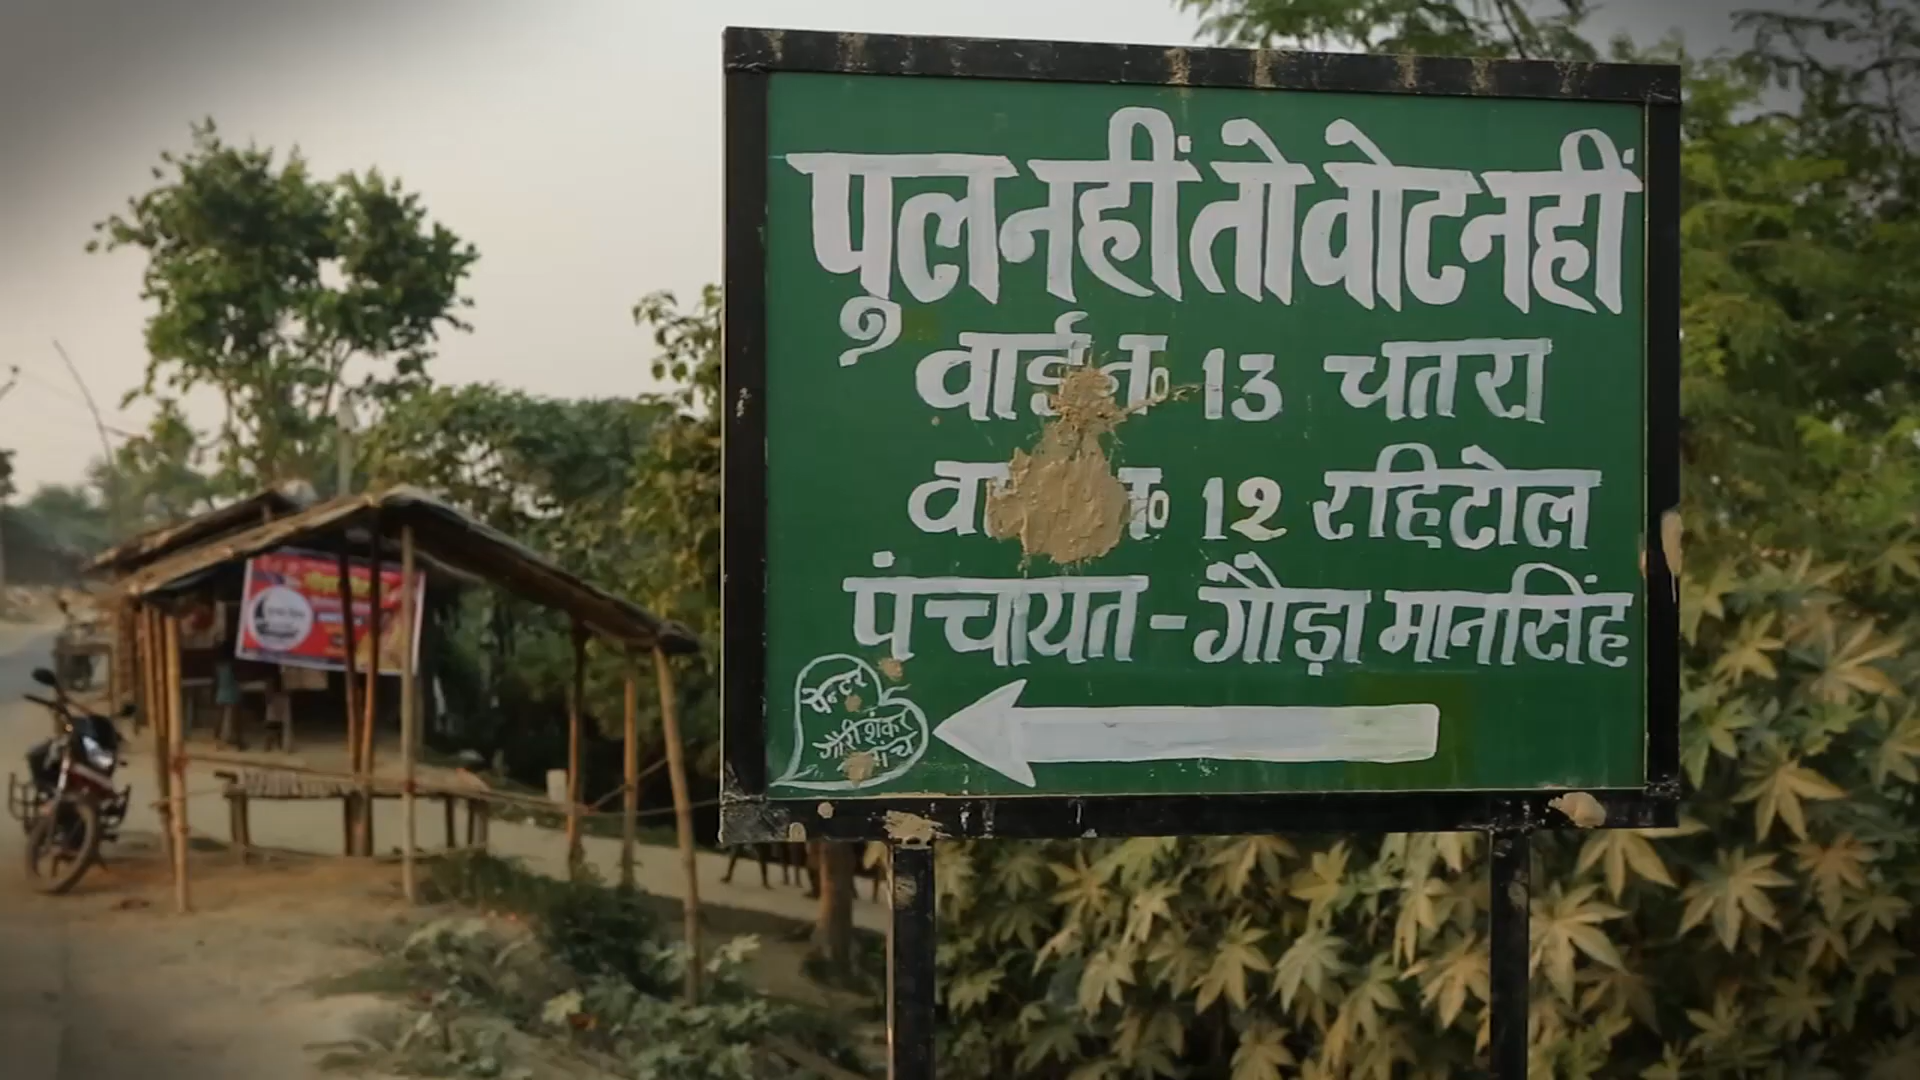 पुल नहीं तो वोट नहीं
वार्ड नं० 13 चतरा
नं० 12 रहिटोल
पंचायत - गौड़ा मानसिंह
पेन्टर
गौरी शंकर